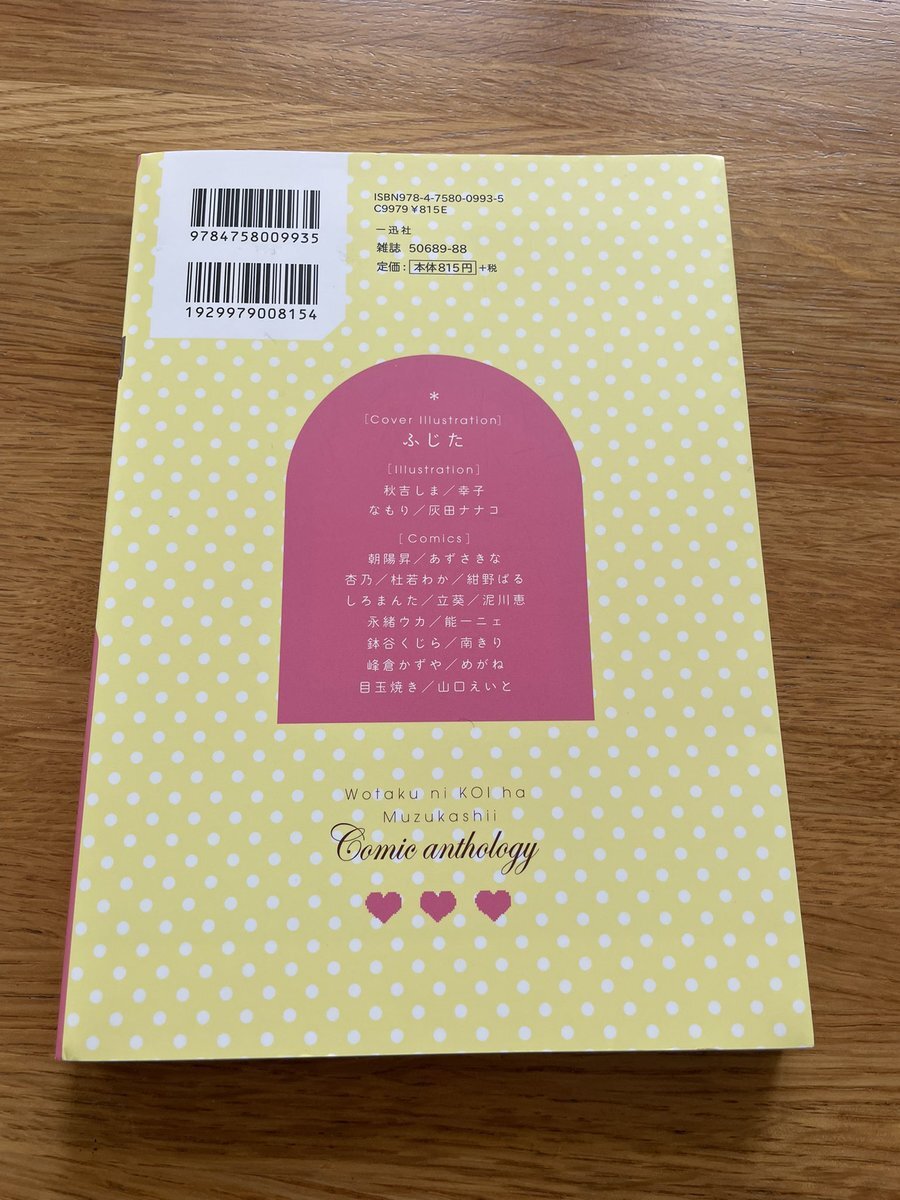 9784758009935
1929979008154
ISBN978-4-7580-0993-5
C9979 ¥815E
一迅社
雑誌 50689-88
定価:本体815円+税
*
[Cover Illustration]
ふじた
[Illustration]
秋吉しま/幸子
なもり/灰田ナナコ
[Comics]
朝陽昇/あずさきな
杏乃/杜若わか/紺野ばる
しろまんた/立葵/泥川恵
永緒ウカ/能一ニェ
鉢谷くじら/南きり
峰倉かずや/めがね
目玉焼き/山口えいと
Wotaku ni KOI ha
Muzukashii
Comic anthology